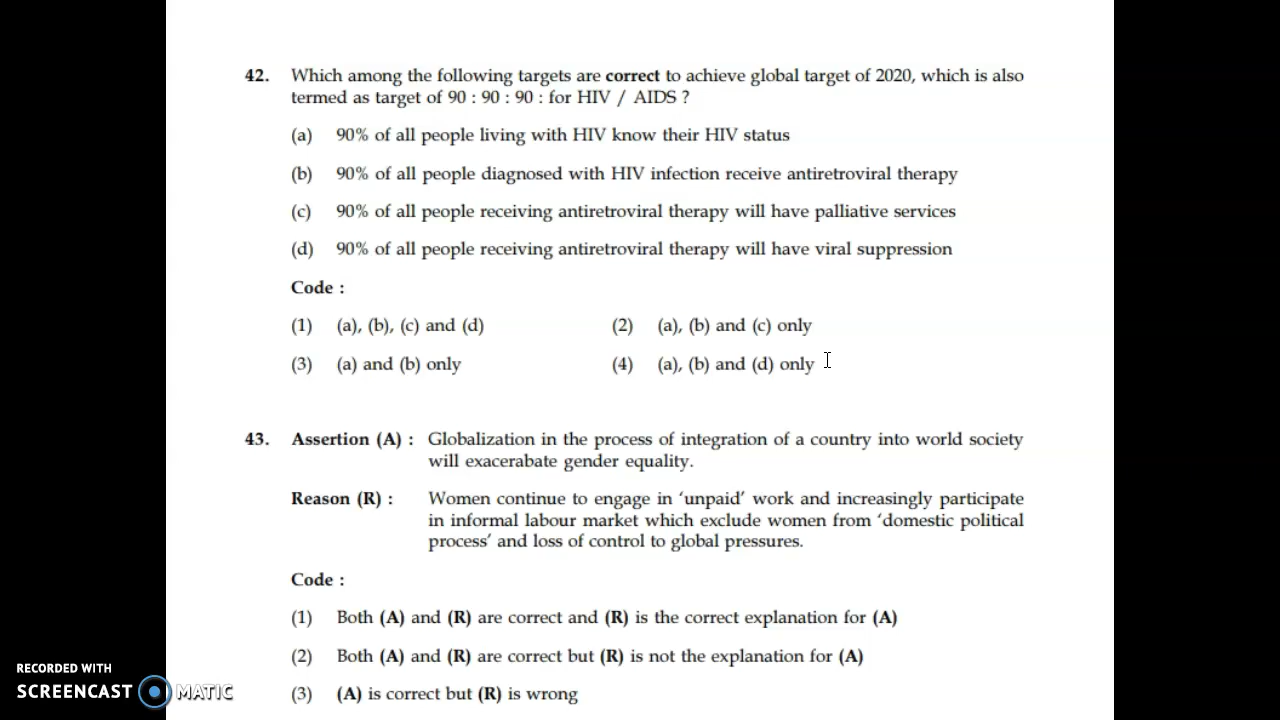 42. Which among the following targets are correct to achieve global target of 2020, which is also
termed as target of 90 : 90 : 90 : for HIV / AIDS ?
(a) 90% of all people living with HIV know their HIV status
(b) 90% of all people diagnosed with HIV infection receive antiretroviral therapy
(c) 90% of all people receiving antiretroviral therapy will have palliative services
(d) 90% of all people receiving antiretroviral therapy will have viral suppression
Code :
(1) (a), (b), (c) and (d) (2) (a), (b) and (c) only
(3) (a) and (b) only (4) (a), (b) and (d) only
43. Assertion (A) : Globalization in the process of integration of a country into world society
will exacerabate gender equality.
Reason (R) : Women continue to engage in 'unpaid' work and increasingly participate
in informal labour market which exclude women from 'domestic political
process' and loss of control to global pressures.
Code :
(1) Both (A) and (R) are correct and (R) is the correct explanation for (A)
(2) Both (A) and (R) are correct but (R) is not the explanation for (A)
(3) (A) is correct but (R) is wrong
RECORDED WITH
SCREENCAST MATIC